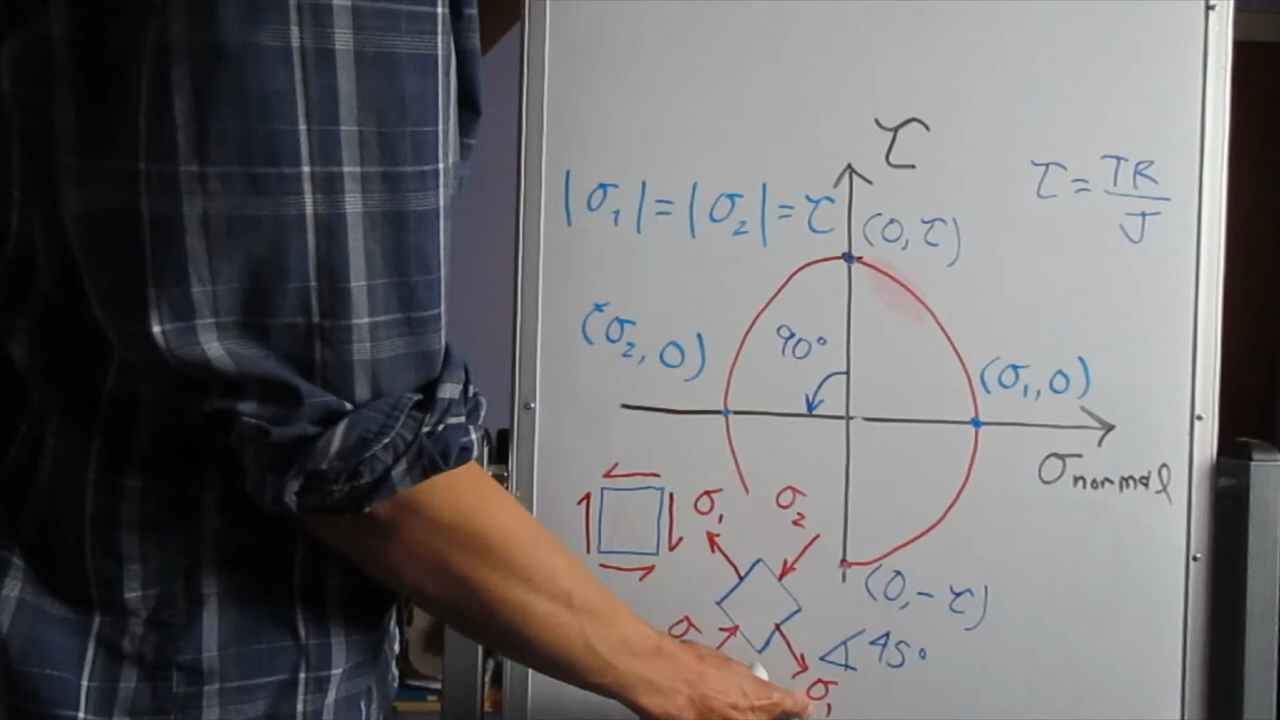 τ
|σ₁| = |σ₂| = τ
τ = TR/J
(0, τ)
(σ₂, 0)
90°
(σ₁, 0)
σnormal
σ₁
σ₂
(0, -τ)
σ
∡ 45°
σ₁